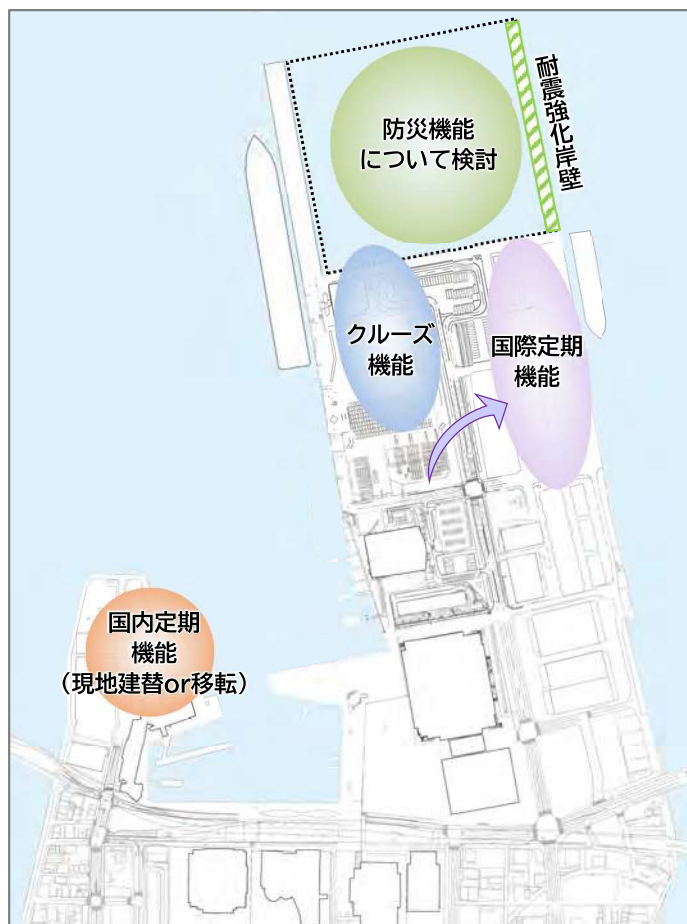 防災機能
について検討
耐震強化岸壁
クルーズ
機能
国際定期
機能
国内定期
機能
（現地建替or移転）